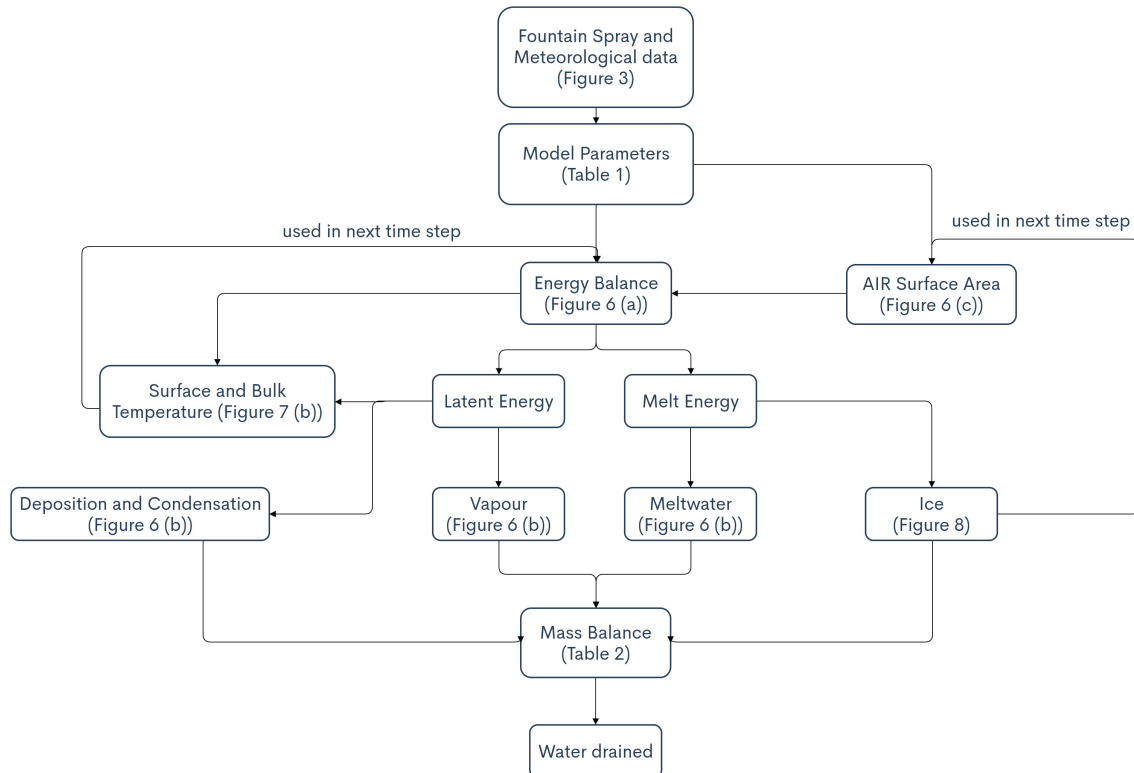 Fountain Spray and
Meteorological data
(Figure 3)
Model Parameters
(Table 1)
used in next time step
used in next time step
Energy Balance
(Figure 6 (a))
AIR Surface Area
(Figure 6 (c))
Surface and Bulk
Temperature (Figure 7 (b))
Latent Energy
Melt Energy
Deposition and Condensation
(Figure 6 (b))
Vapour
(Figure 6 (b))
Meltwater
(Figure 6 (b))
Ice
(Figure 8)
Mass Balance
(Table 2)
Water drained